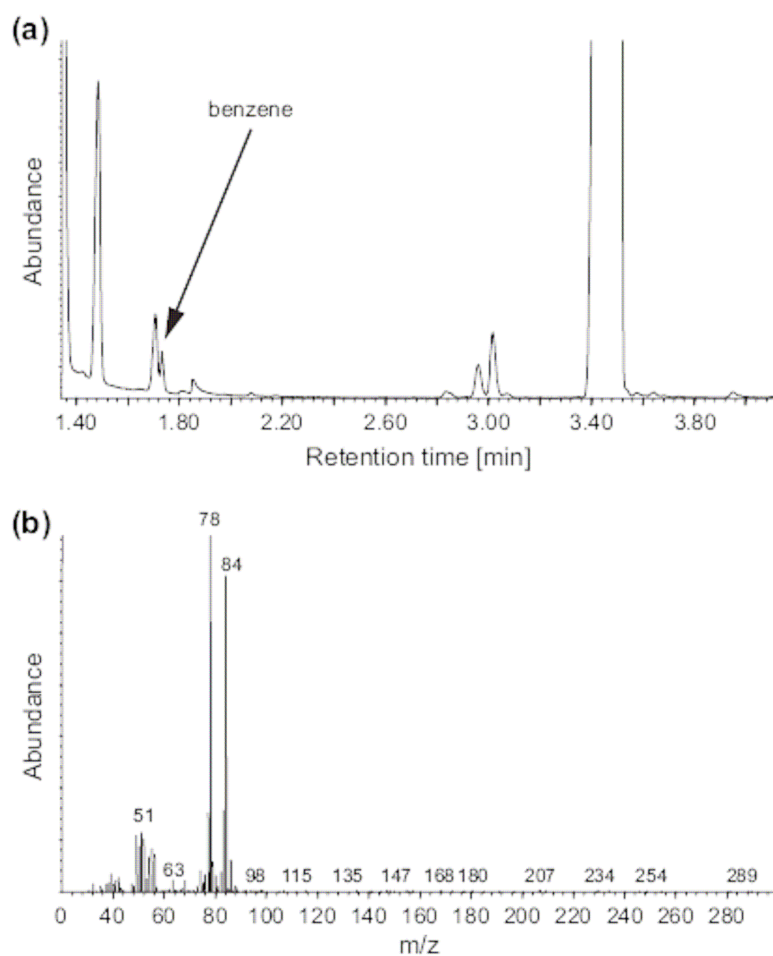 (a)
benzene
Abundance
1.40 1.80 2.20 2.60 3.00 3.40 3.80
Retention time [min]
(b)
78
84
Abundance
51
63 98 115 135 147 168 180 207 234 254 289
0 20 40 60 80 100 120 140 160 180 200 220 240 260 280
m/z